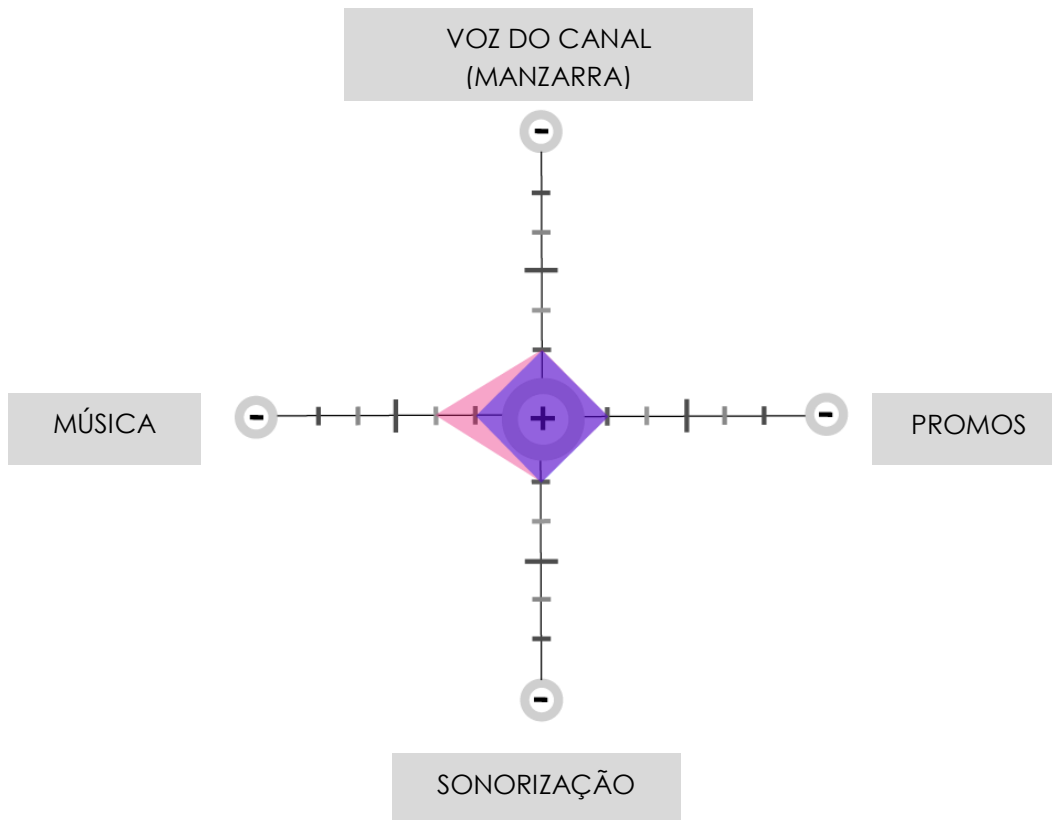 VOZ DO CANAL
(MANZARRA)
-
MÚSICA
-
+
-
PROMOS
-
SONORIZAÇÃO